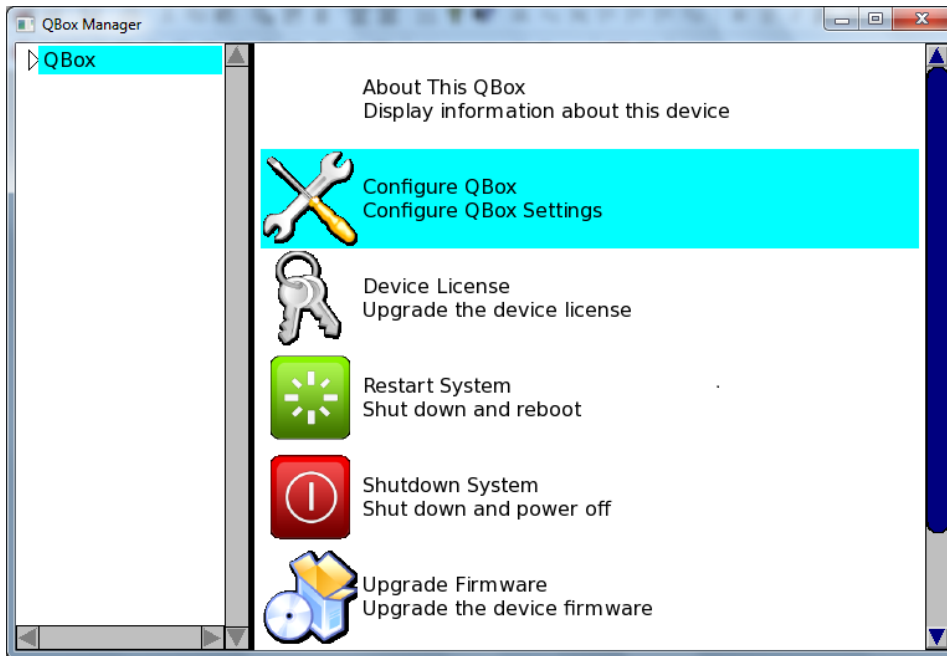 QBox Manager
QBox
About This QBox
Display information about this device
Configure QBox
Configure QBox Settings
Device License
Upgrade the device license
Restart System
Shut down and reboot
Shutdown System
Shut down and power off
Upgrade Firmware
Upgrade the device firmware